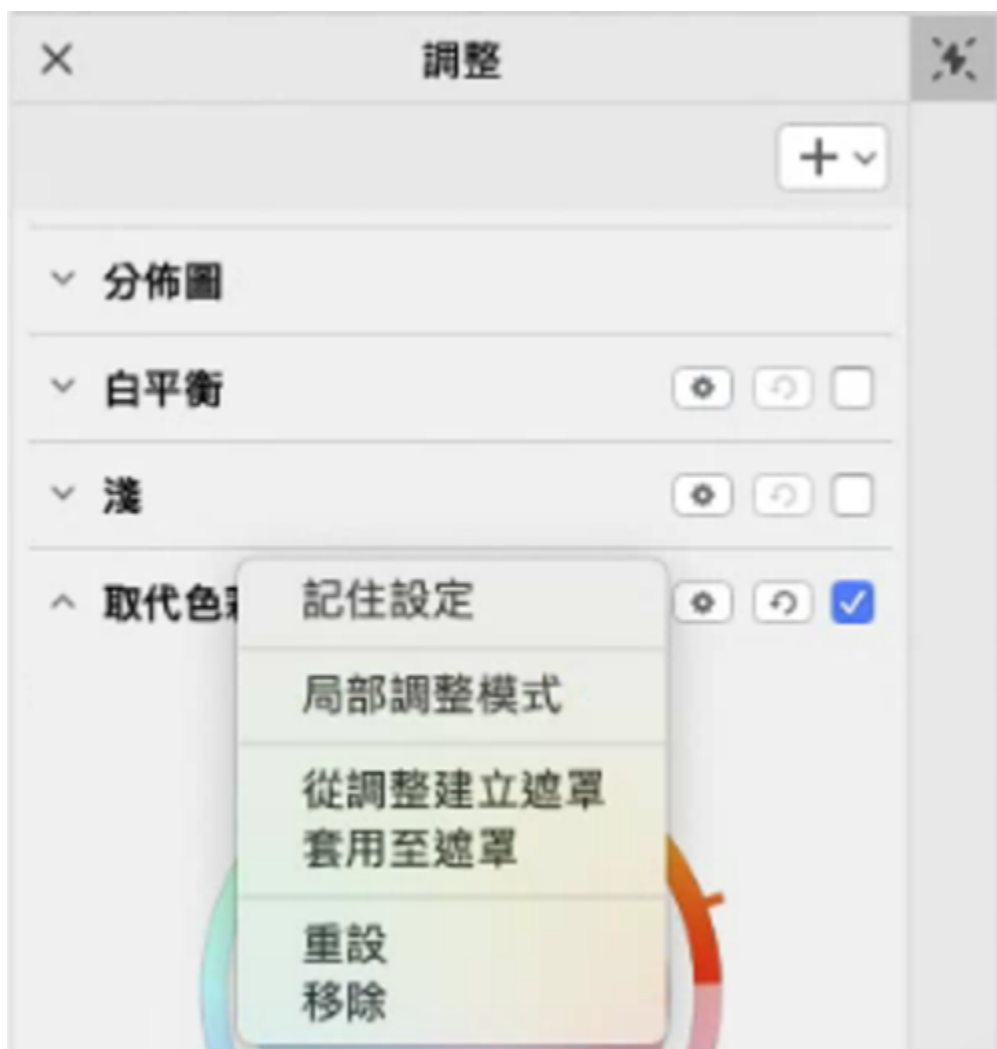 調整
分佈圖
白平衡
淺
取代色
記住設定
局部調整模式
從調整建立遮罩
套用至遮罩
重設
移除